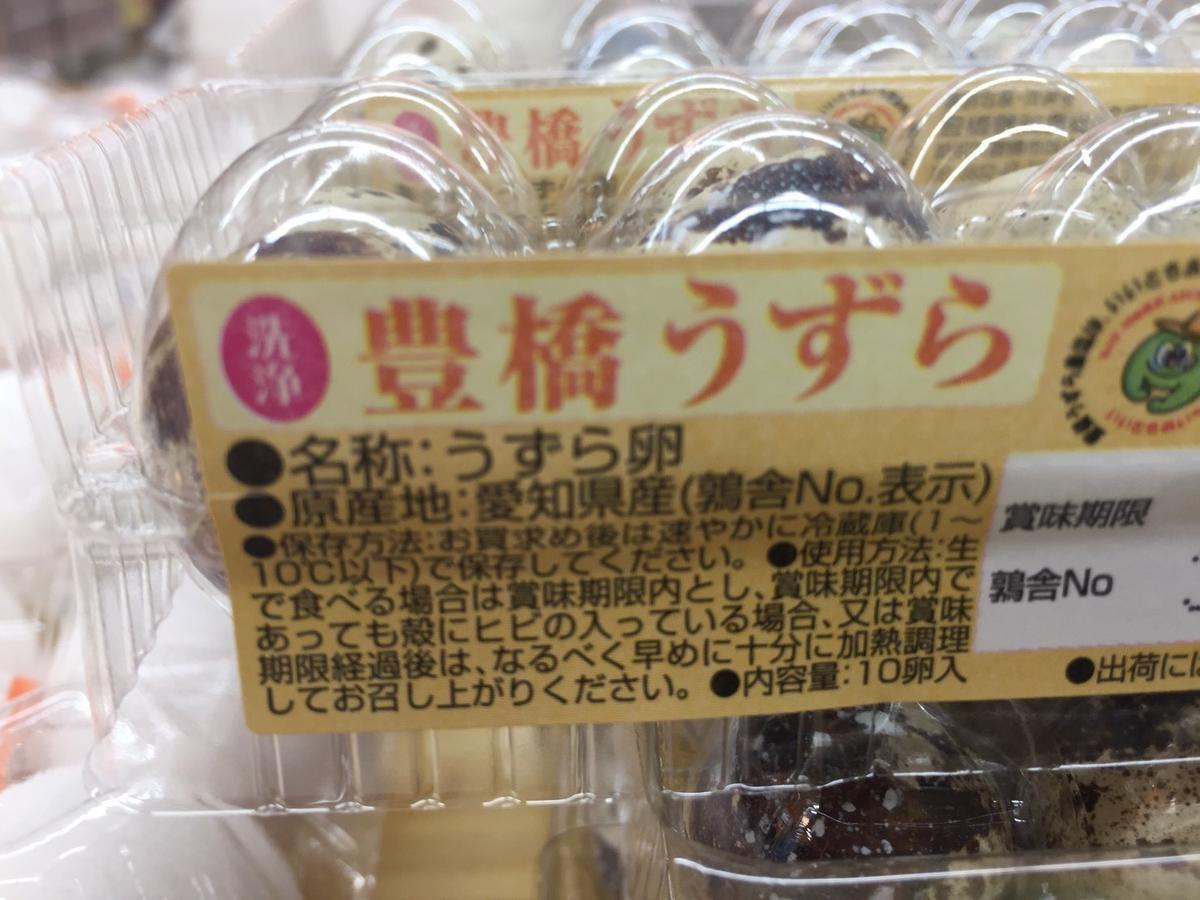 豊橋うずら
洗浄 豊橋うずら
●名称:うずら卵
●原産地:愛知県産(鶉舎No.表示)
●保存方法:お買求め後は速やかに冷蔵庫(1〜
10℃以下)で保存してください。 ●使用方法:生
で食べる場合は賞味期限内とし、賞味期限内で
あっても殻にヒビの入っている場合、又は賞味
期限経過後は、なるべく早めに十分に加熱調理
してお召し上がりください。 ●内容量:10卵入
賞味期限
鶉舎No
●出荷に